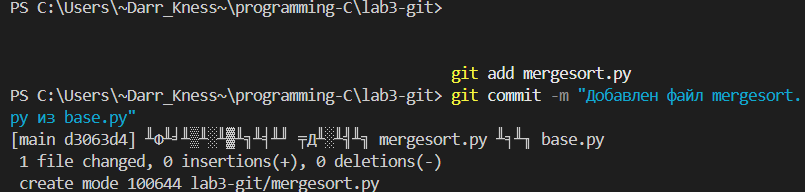 PS C:\Users\~Darr_Kness~\programming-C\lab3-git>
git add mergesort.py
PS C:\Users\~Darr_Kness~\programming-C\lab3-git> git commit -m "Добавлен файл mergesort.
py из base.py"
[main d3063d4] mergesort.py base.py
1 file changed, 0 insertions(+), 0 deletions(-)
create mode 100644 lab3-git/mergesort.py